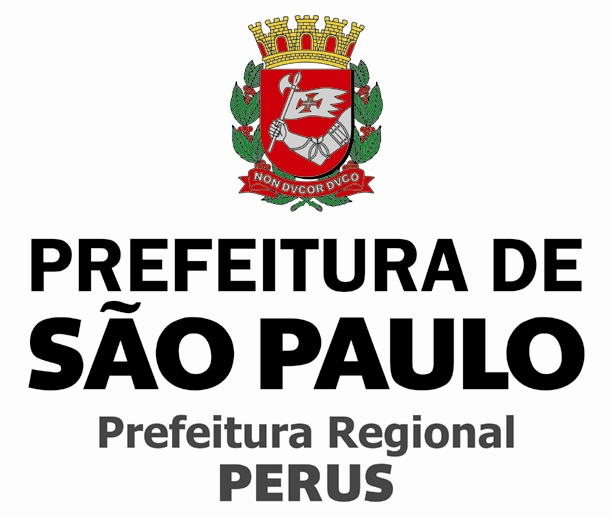 NON DVCOR DVCO
PREFEITURA DE
SÃO PAULO
Prefeitura Regional
PERUS